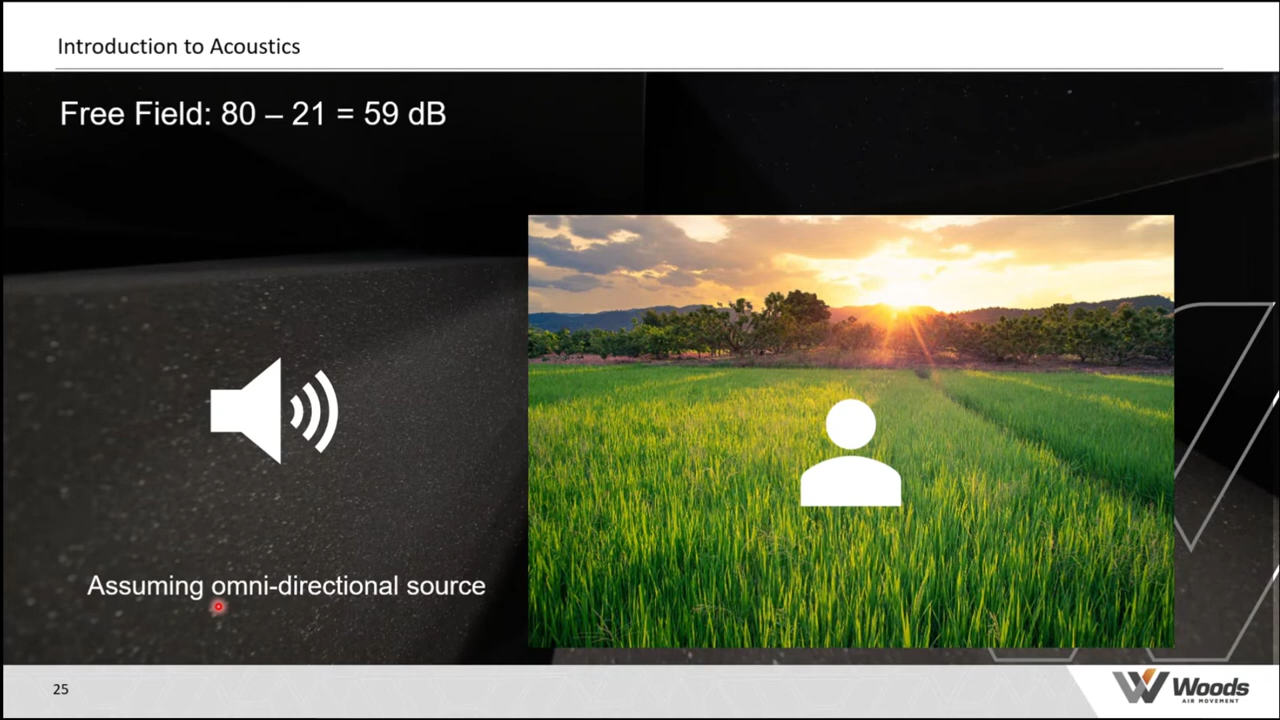 Introduction to Acoustics
Free Field: 80 – 21 = 59 dB
Assuming omni-directional source
25
Woods
AIR MOVEMENT